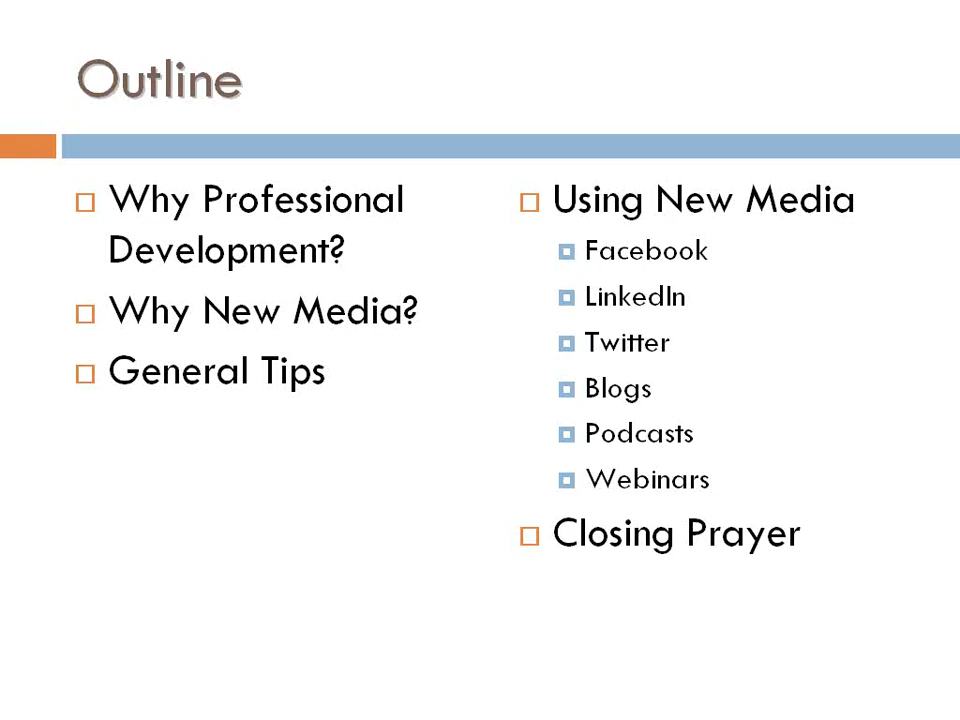 Outline
Why Professional
Development?
Why New Media?
General Tips
Using New Media
Facebook
LinkedIn
Twitter
Blogs
Podcasts
Webinars
Closing Prayer